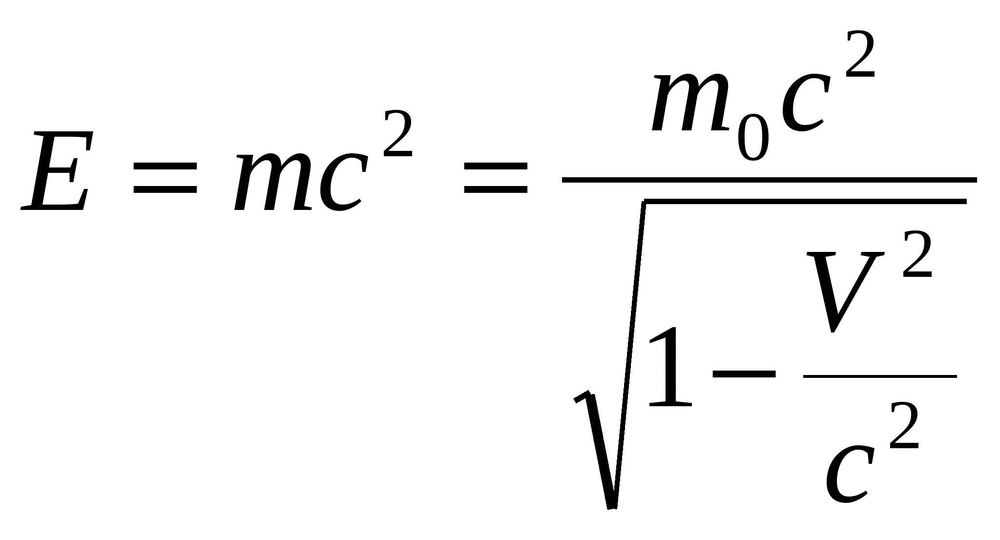 E = mc² = m₀c² / √(1 − V²/c²)